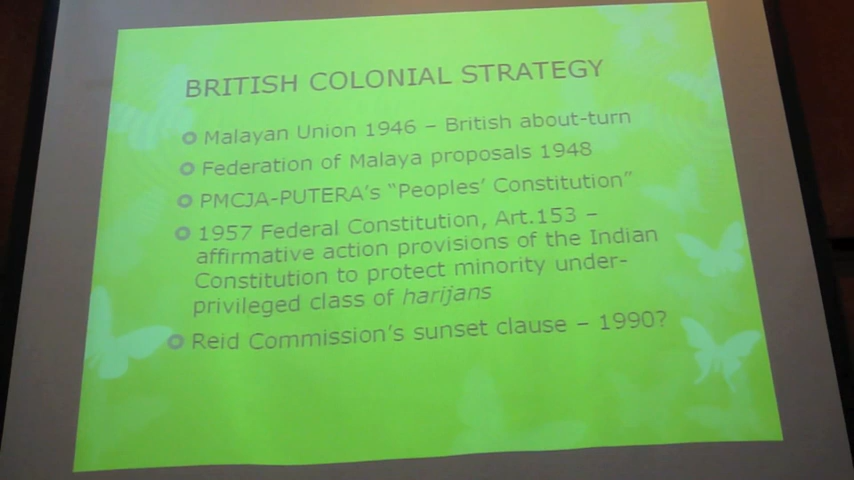 BRITISH COLONIAL STRATEGY
Malayan Union 1946 – British about-turn
Federation of Malaya proposals 1948
PMCJA-PUTERA's "Peoples' Constitution"
1957 Federal Constitution, Art.153 –
affirmative action provisions of the Indian
Constitution to protect minority under-
privileged class of harijans
Reid Commission's sunset clause – 1990?